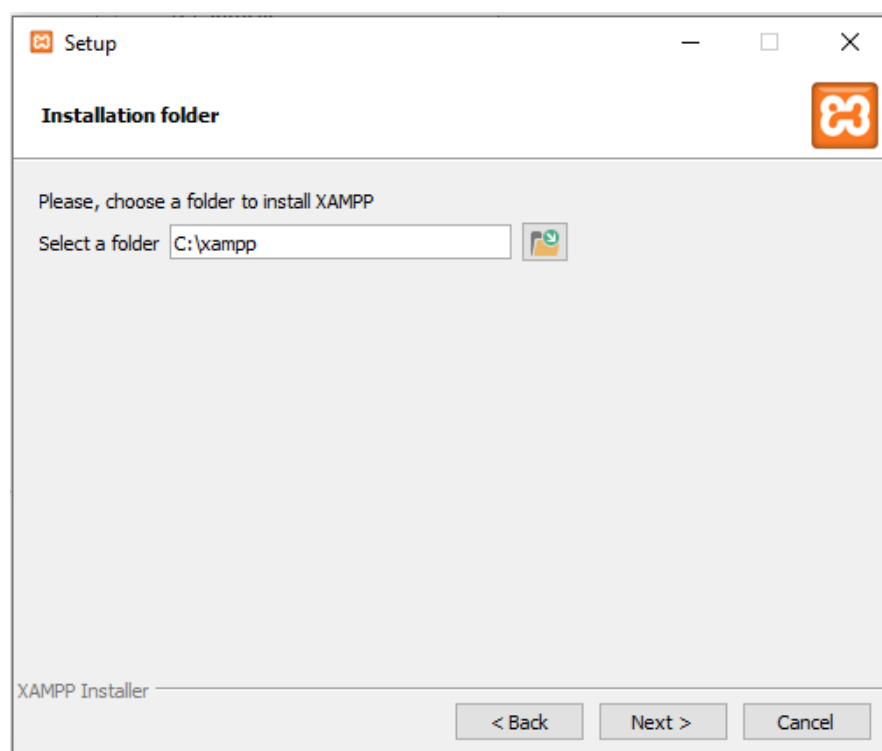 Setup
Installation folder
Please, choose a folder to install XAMPP
Select a folder C:\xampp
XAMPP Installer
< Back Next > Cancel